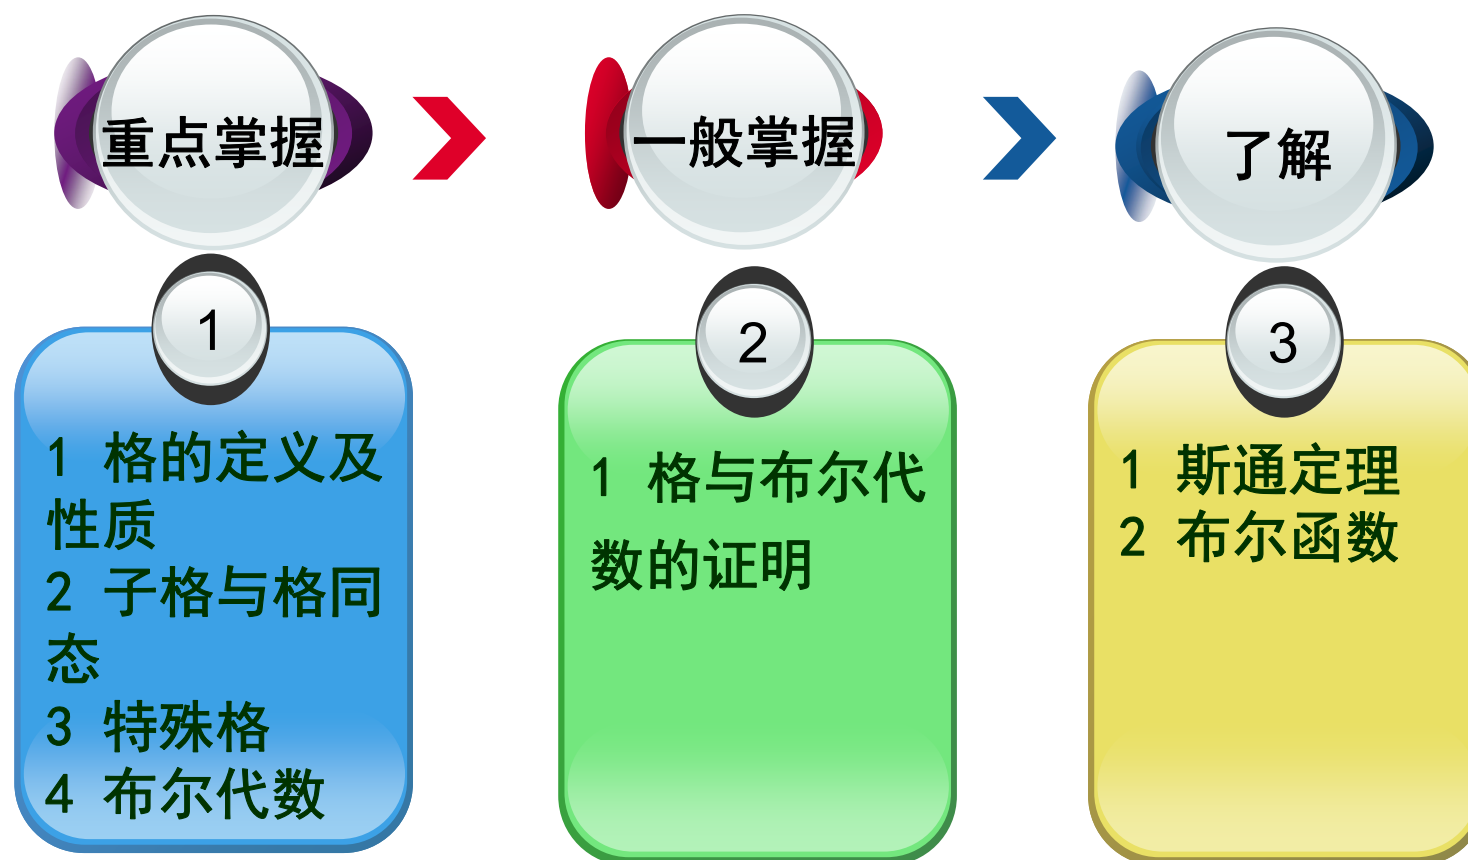 重点掌握
一般掌握
了解
1
1 格的定义及
性质
2 子格与格同
态
3 特殊格
4 布尔代数
2
1 格与布尔代
数的证明
3
1 斯通定理
2 布尔函数